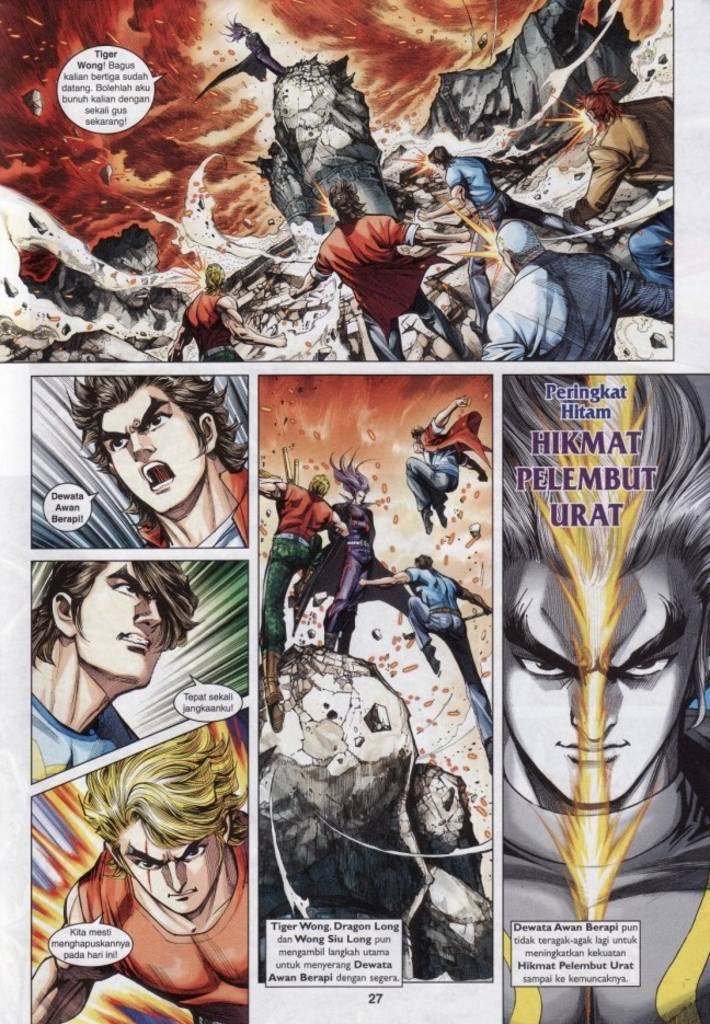 Tiger
Wong! Bagus
kalian bertiga sudah
datang. Bolehlah aku
bunuh kalian dengan
sekali gus
sekarang!
Dewata
Awan
Berapi!
Tepat sekali
jangkaanku!
Kita mesti
menghapuskannya
pada hari ini!
Tiger Wong, Dragon Long
dan Wong Siu Long pun
mengambil langkah utama
untuk menyerang Dewata
Awan Berapi dengan segera.
Peringkat
Hitam
HIKMAT
PELEMBUT
URAT
Dewata Awan Berapi pun
tidak teragak-agak lagi untuk
meningkatkan kekuatan
Hikmat Pelembut Urat
sampai ke kemuncaknya.
27